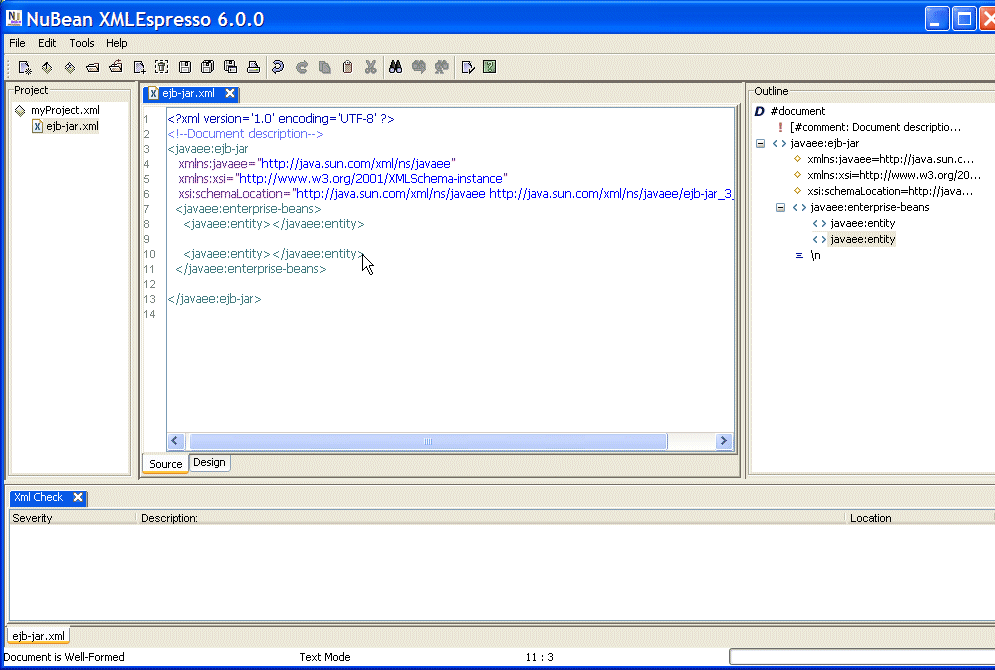 NuBean XMLEspresso 6.0.0
File Edit Tools Help
Project
myProject.xml
ejb-jar.xml
ejb-jar.xml
1 <?xml version='1.0' encoding='UTF-8' ?>
2 <!--Document description-->
3 <javaee:ejb-jar
4 xmlns:javaee="http://java.sun.com/xml/ns/javaee"
5 xmlns:xsi="http://www.w3.org/2001/XMLSchema-instance"
6 xsi:schemaLocation="http://java.sun.com/xml/ns/javaee http://java.sun.com/xml/ns/javaee/ejb-jar_3_
7 <javaee:enterprise-beans>
8 <javaee:entity></javaee:entity>
9
10 <javaee:entity></javaee:entity>
11 </javaee:enterprise-beans>
12
13 </javaee:ejb-jar>
14
Source Design
Outline
#document
[#comment: Document descriptio...
javaee:ejb-jar
xmlns:javaee=http://java.sun.c...
xmlns:xsi=http://www.w3.org/20...
xsi:schemaLocation=http://java...
javaee:enterprise-beans
javaee:entity
javaee:entity
\n
Xml Check
Severity Description: Location
ejb-jar.xml
Document is Well-Formed Text Mode 11 : 3